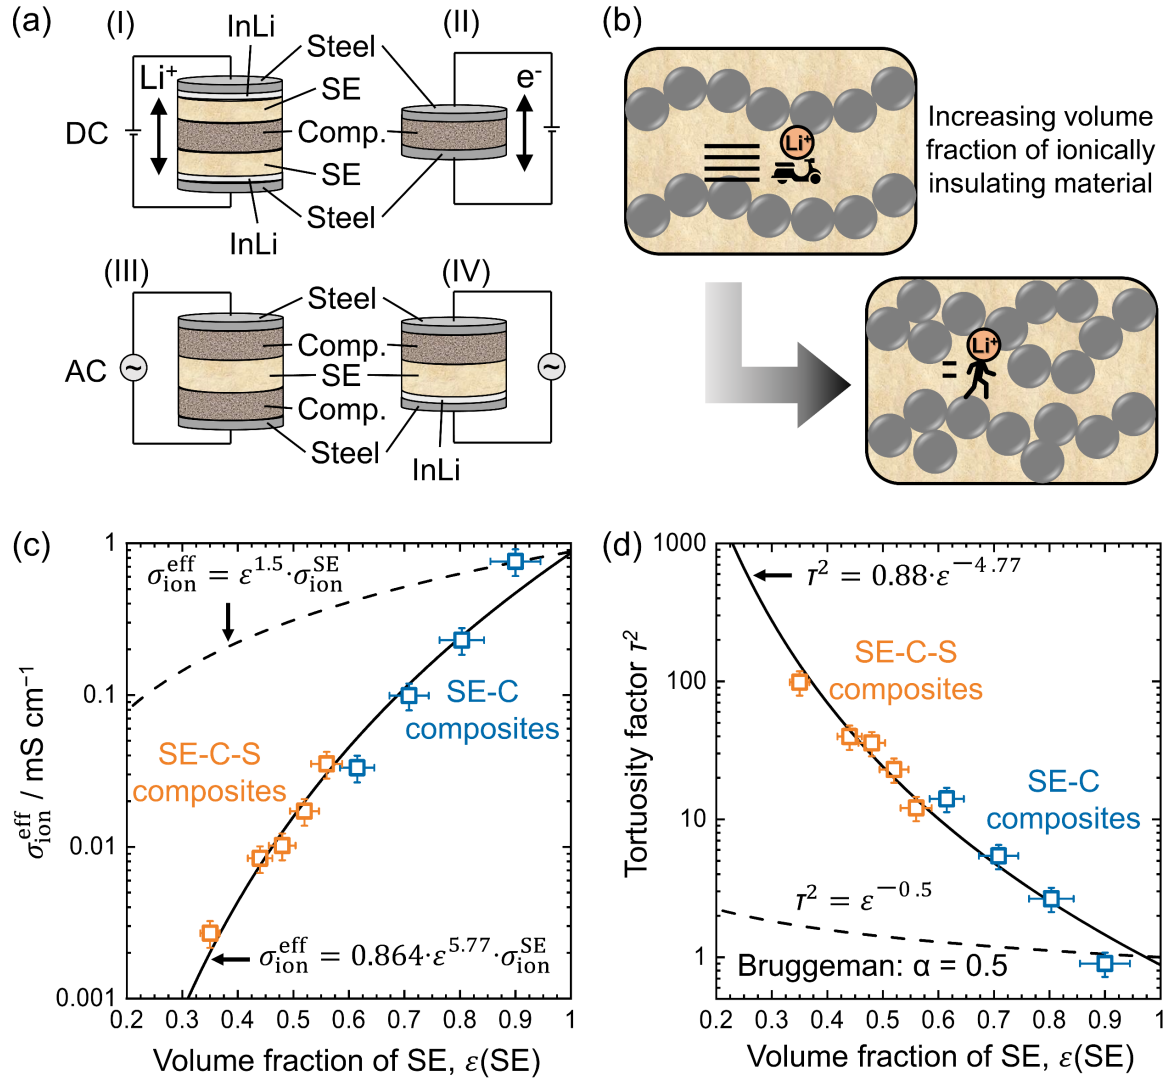 (a)
(I)
InLi
Steel
(II)
Li⁺
SE
e⁻
DC
Comp.
SE
Steel
InLi
(III)
(IV)
Steel
Comp.
AC
~
SE
~
Comp.
Steel
InLi
(b)
Li⁺
Increasing volume
fraction of ionically
insulating material
Li⁺
(c)
σ_ion^eff = ε^1.5·σ_ion^SE
SE-C
composites
SE-C-S
composites
σ_ion^eff = 0.864·ε^5.77·σ_ion^SE
σ_ion^eff / mS cm⁻¹
1
0.1
0.01
0.001
0.2 0.3 0.4 0.5 0.6 0.7 0.8 0.9 1
Volume fraction of SE, ε(SE)
(d)
τ² = 0.88·ε^−4.77
SE-C-S
composites
SE-C
composites
τ² = ε^−0.5
Bruggeman: α = 0.5
Tortuosity factor τ²
1000
100
10
1
0.2 0.3 0.4 0.5 0.6 0.7 0.8 0.9 1
Volume fraction of SE, ε(SE)